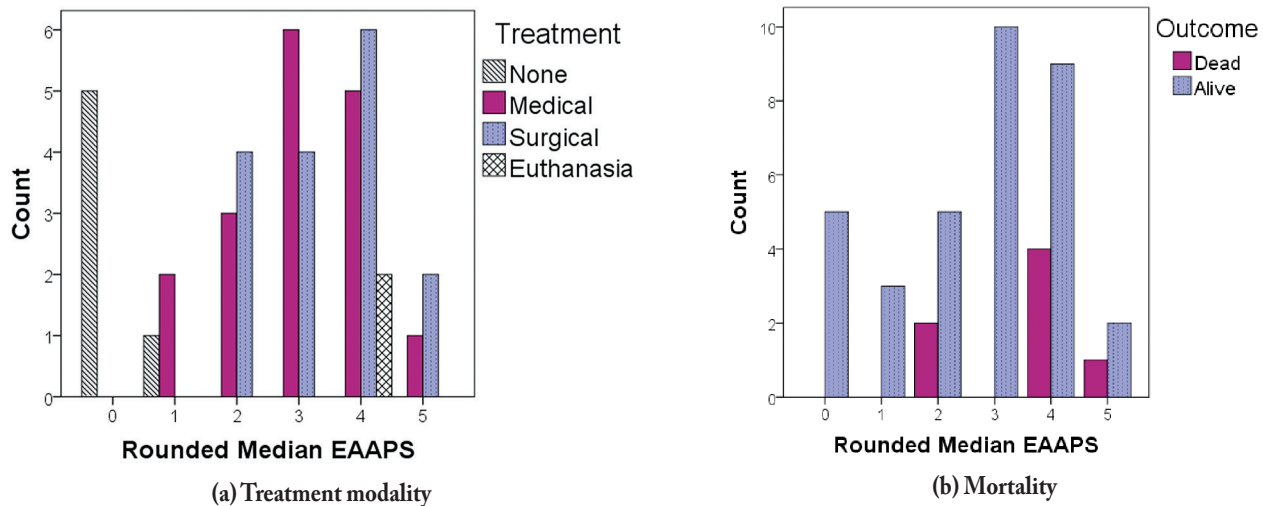 Treatment
None
Medical
Surgical
Euthanasia
6
5
4
3
2
1
0
Count
0 1 2 3 4 5
Rounded Median EAAPS
(a) Treatment modality
Outcome
Dead
Alive
10
8
6
4
2
0
Count
0 1 2 3 4 5
Rounded Median EAAPS
(b) Mortality